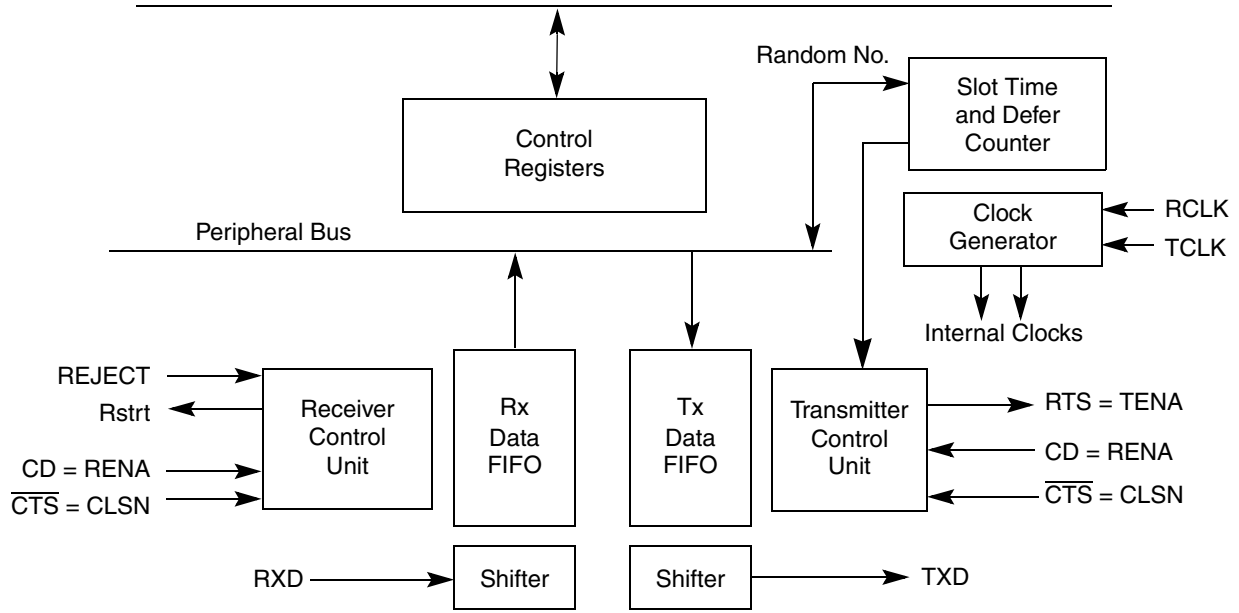 Random No.
Slot Time
and Defer
Counter
Control
Registers
Peripheral Bus
Clock
Generator
RCLK
TCLK
Internal Clocks
REJECT
Rstrt
CD = RENA
C̅T̅S̅ = CLSN
Receiver
Control
Unit
Rx
Data
FIFO
Tx
Data
FIFO
Transmitter
Control
Unit
RTS = TENA
CD = RENA
C̅T̅S̅ = CLSN
RXD
Shifter
Shifter
TXD